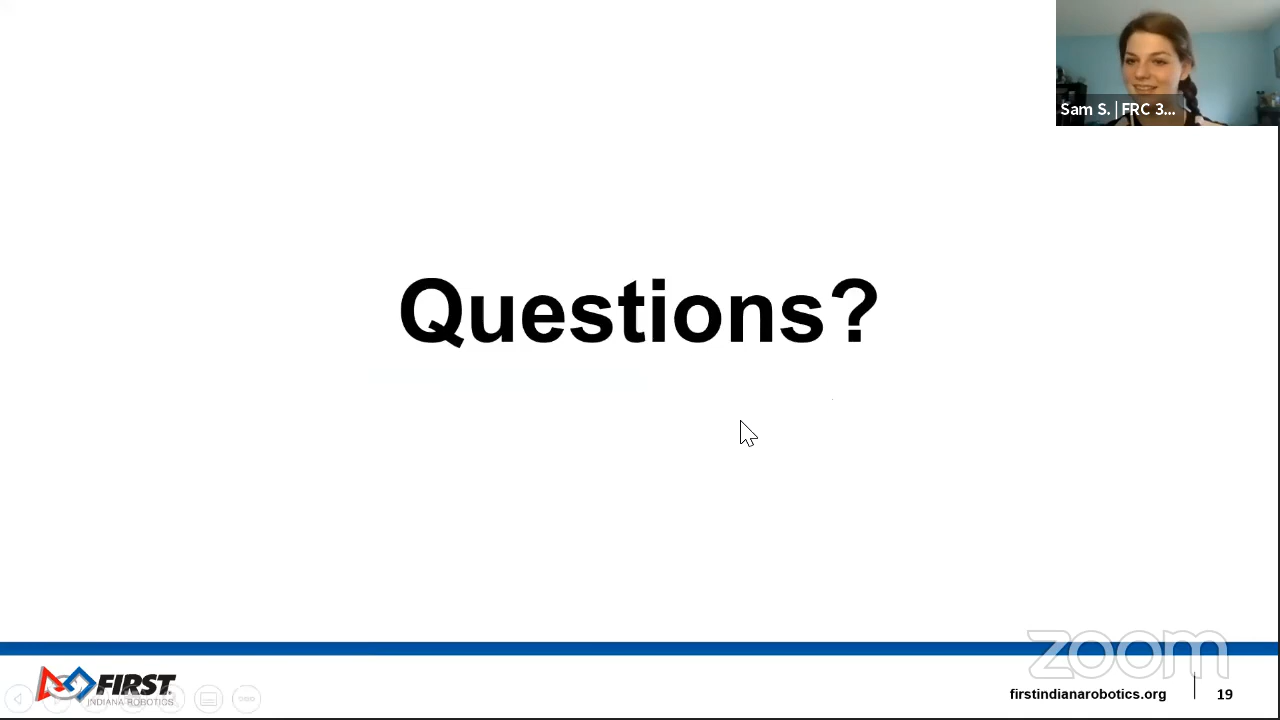 Sam S. | FRC 3...
Questions?
zoom
FIRST
INDIANA ROBOTICS
firstindianarobotics.org
19